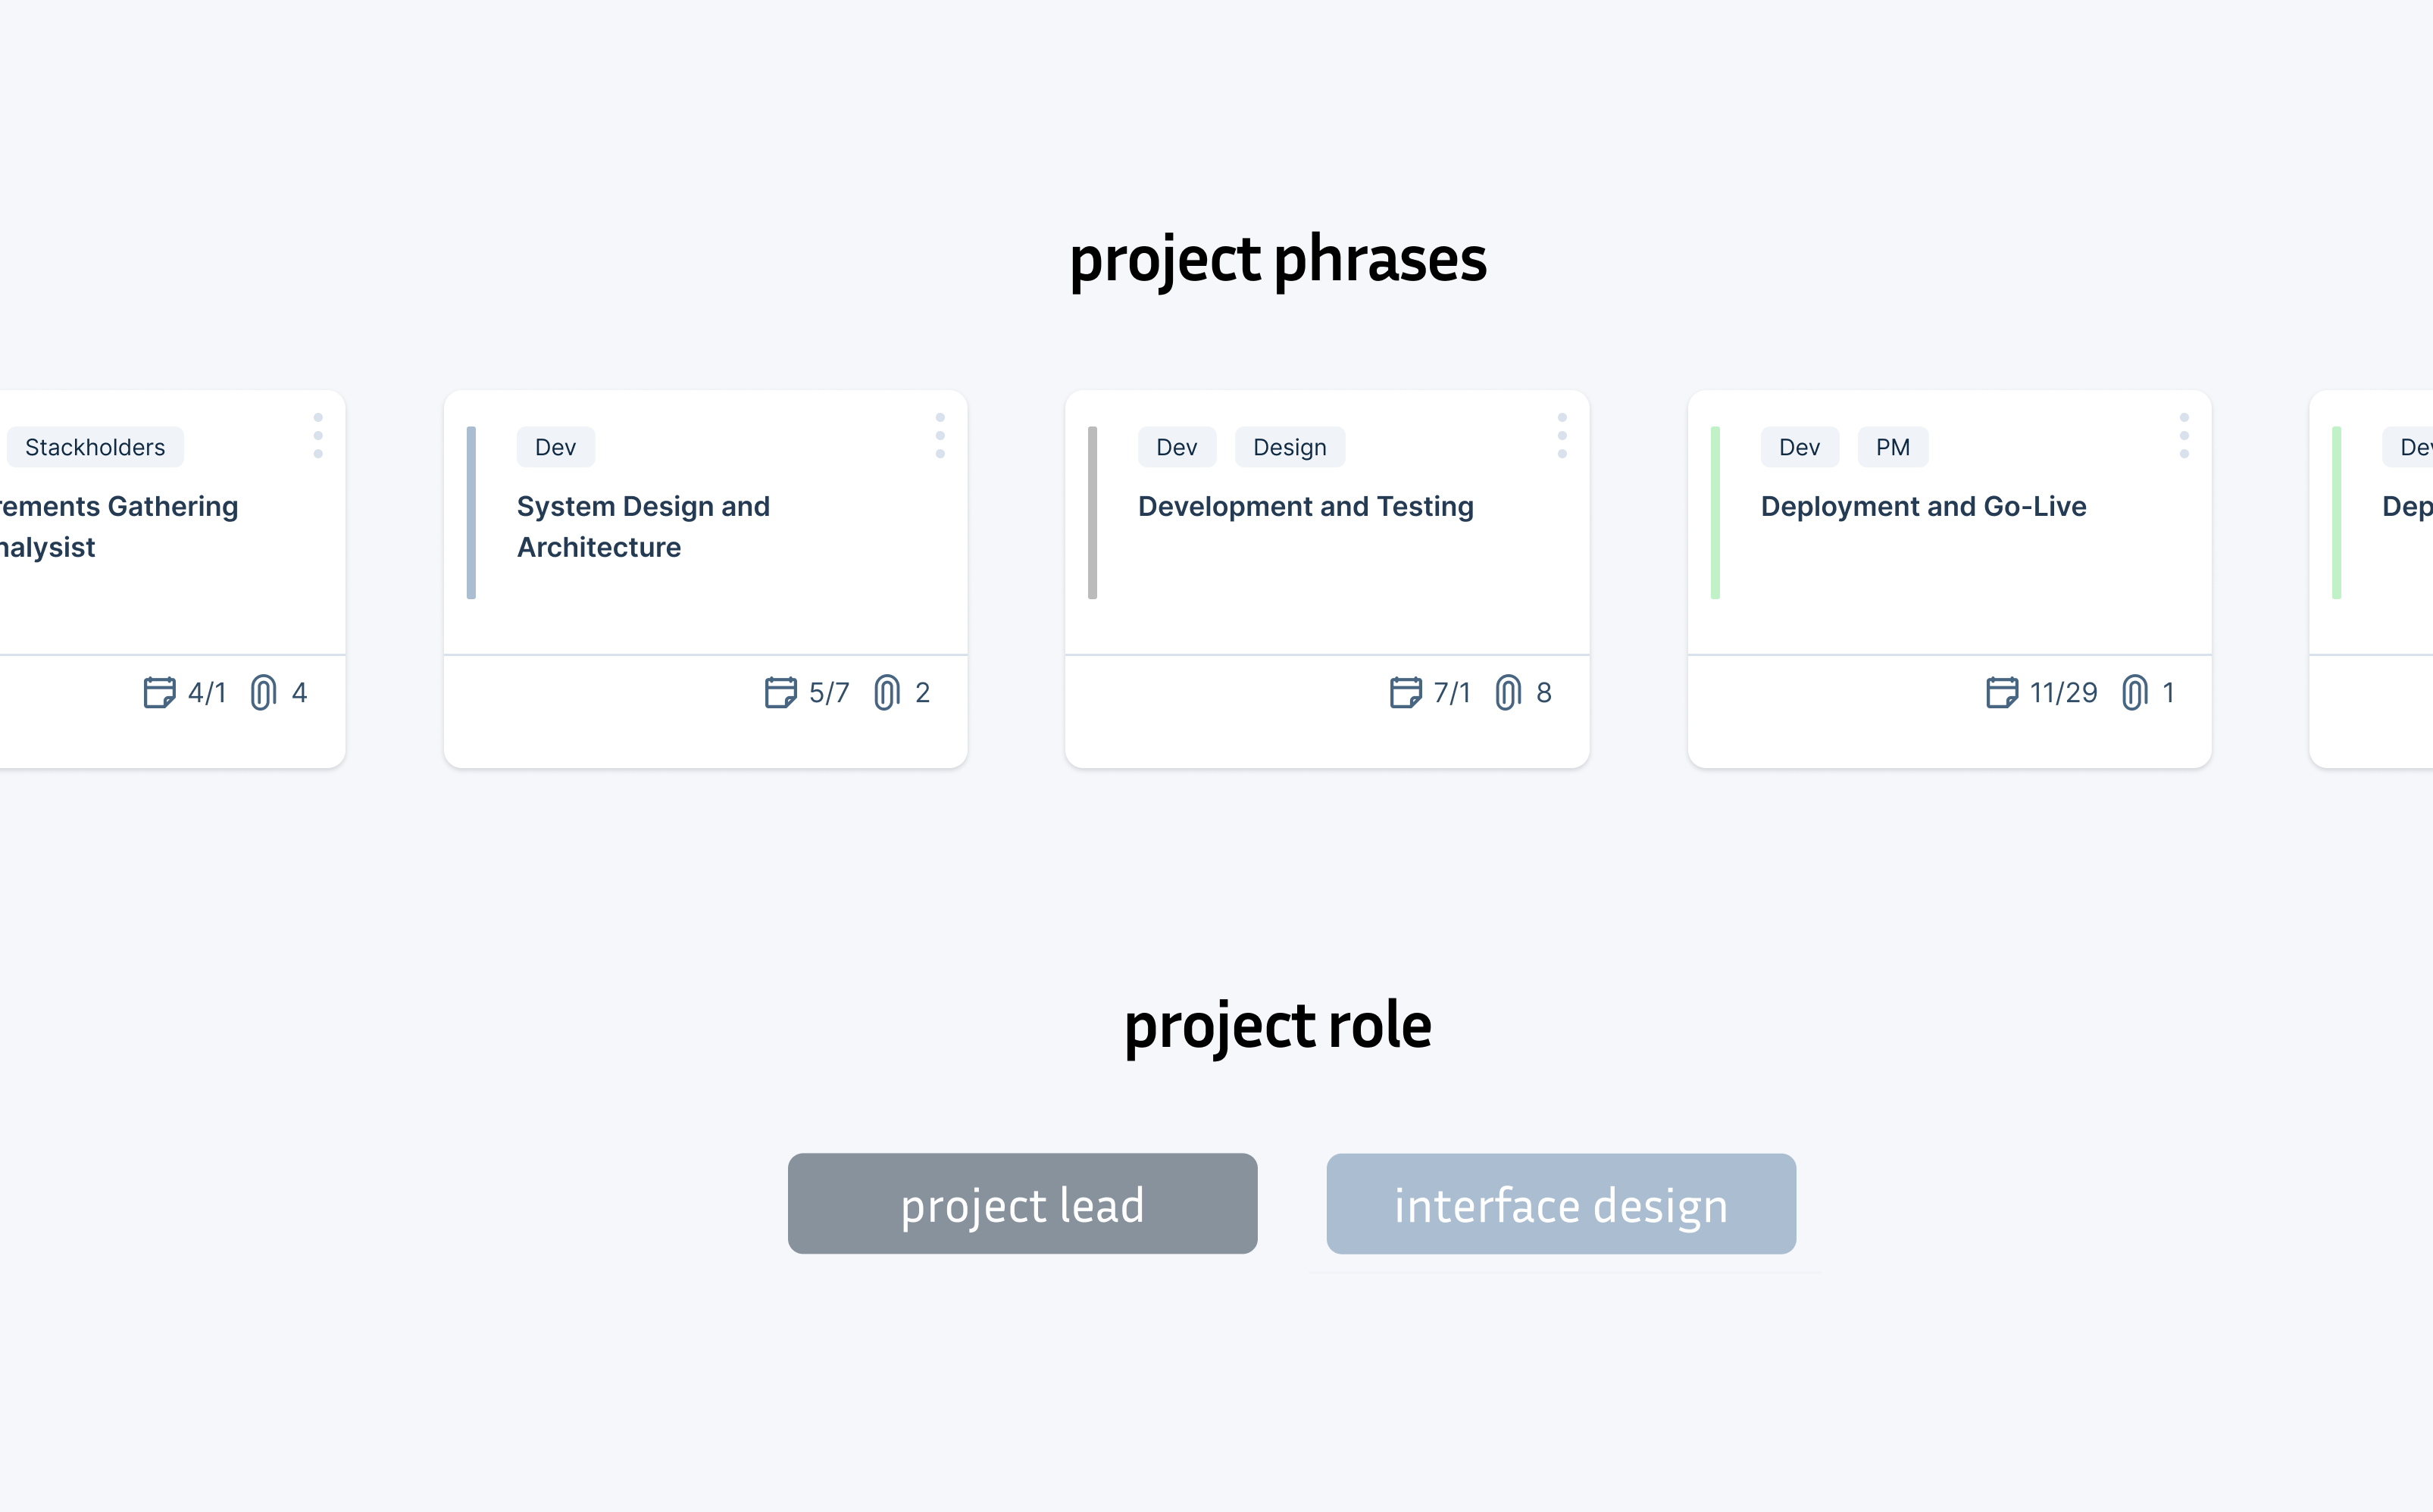 project phrases
Stackholders
rements Gathering
nalysist
4/1 4
Dev
System Design and
Architecture
5/7 2
Dev Design
Development and Testing
7/1 8
Dev PM
Deployment and Go-Live
11/29 1
Dev
Dep
project role
project lead
interface design